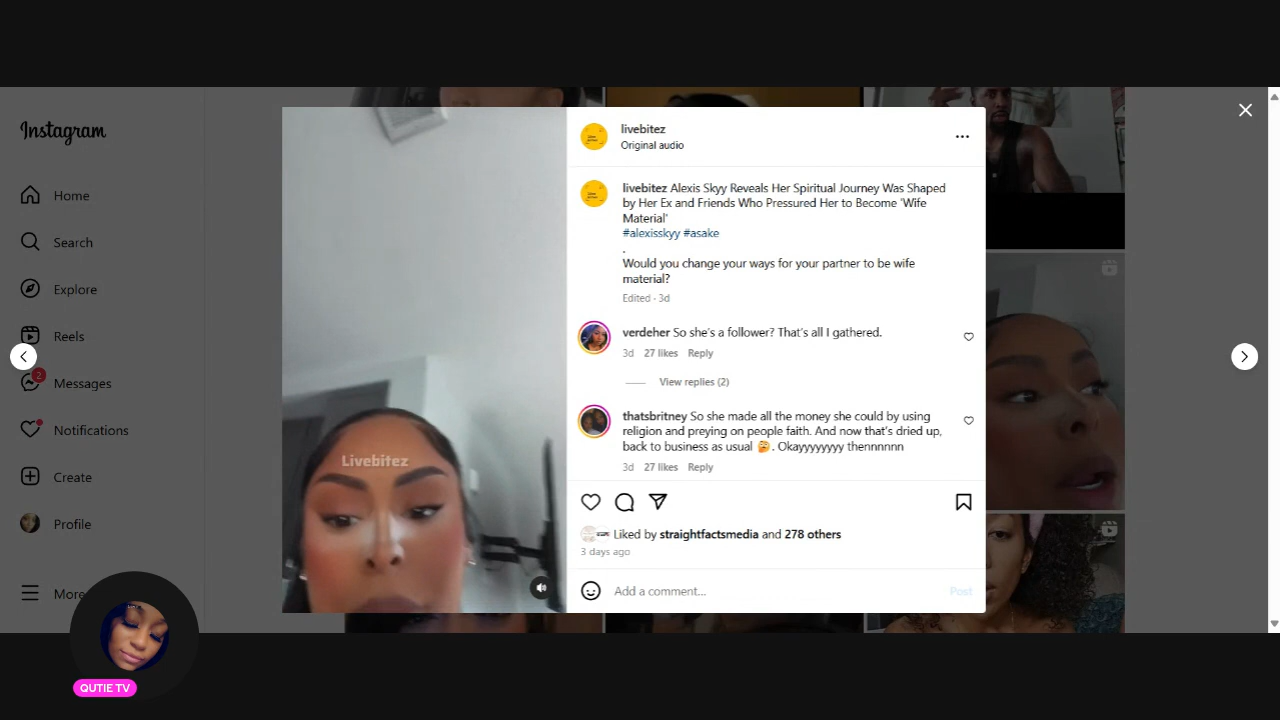 Instagram
Home
Search
Explore
Reels
2
Messages
Notifications
Create
Profile
More
QUTIE TV
Livebitez
livebitez
Original audio
livebitez Alexis Skyy Reveals Her Spiritual Journey Was Shaped
by Her Ex and Friends Who Pressured Her to Become 'Wife
Material'
#alexisskyy #asake
.
Would you change your ways for your partner to be wife
material?
Edited · 3d
verdeher So she's a follower? That's all I gathered.
3d 27 likes Reply
View replies (2)
thatsbritney So she made all the money she could by using
religion and preying on people faith. And now that's dried up,
back to business as usual 🤔. Okayyyyyyyy thennnnnn
3d 27 likes Reply
Liked by straightfactsmedia and 278 others
3 days ago
Add a comment...
Post